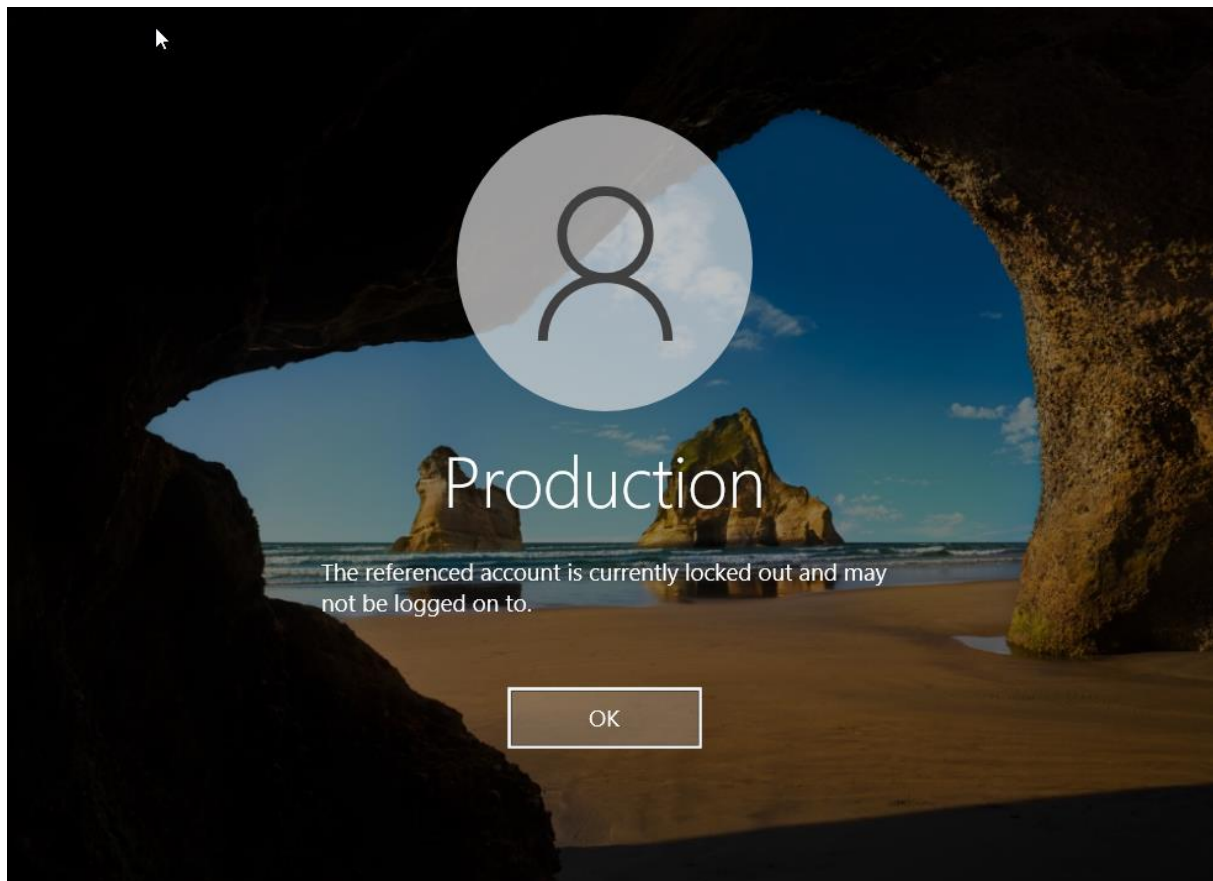 Production
The referenced account is currently locked out and may
not be logged on to.
OK